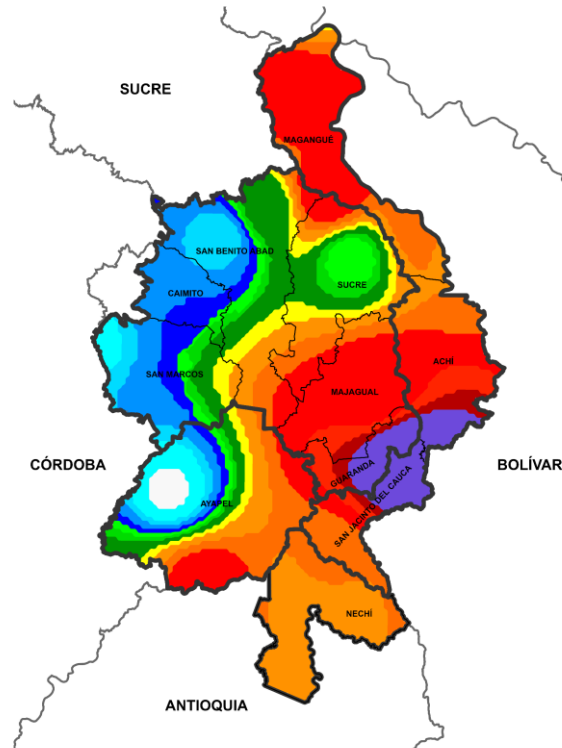 SUCRE
MAGANGUÉ
SAN BENITO ABAD
SUCRE
CAIMITO
ACHÍ
SAN MARCOS
MAJAGUAL
CÓRDOBA
BOLÍVAR
GUARANDA
SAN JACINTO DEL CAUCA
AYAPEL
NECHÍ
ANTIOQUIA